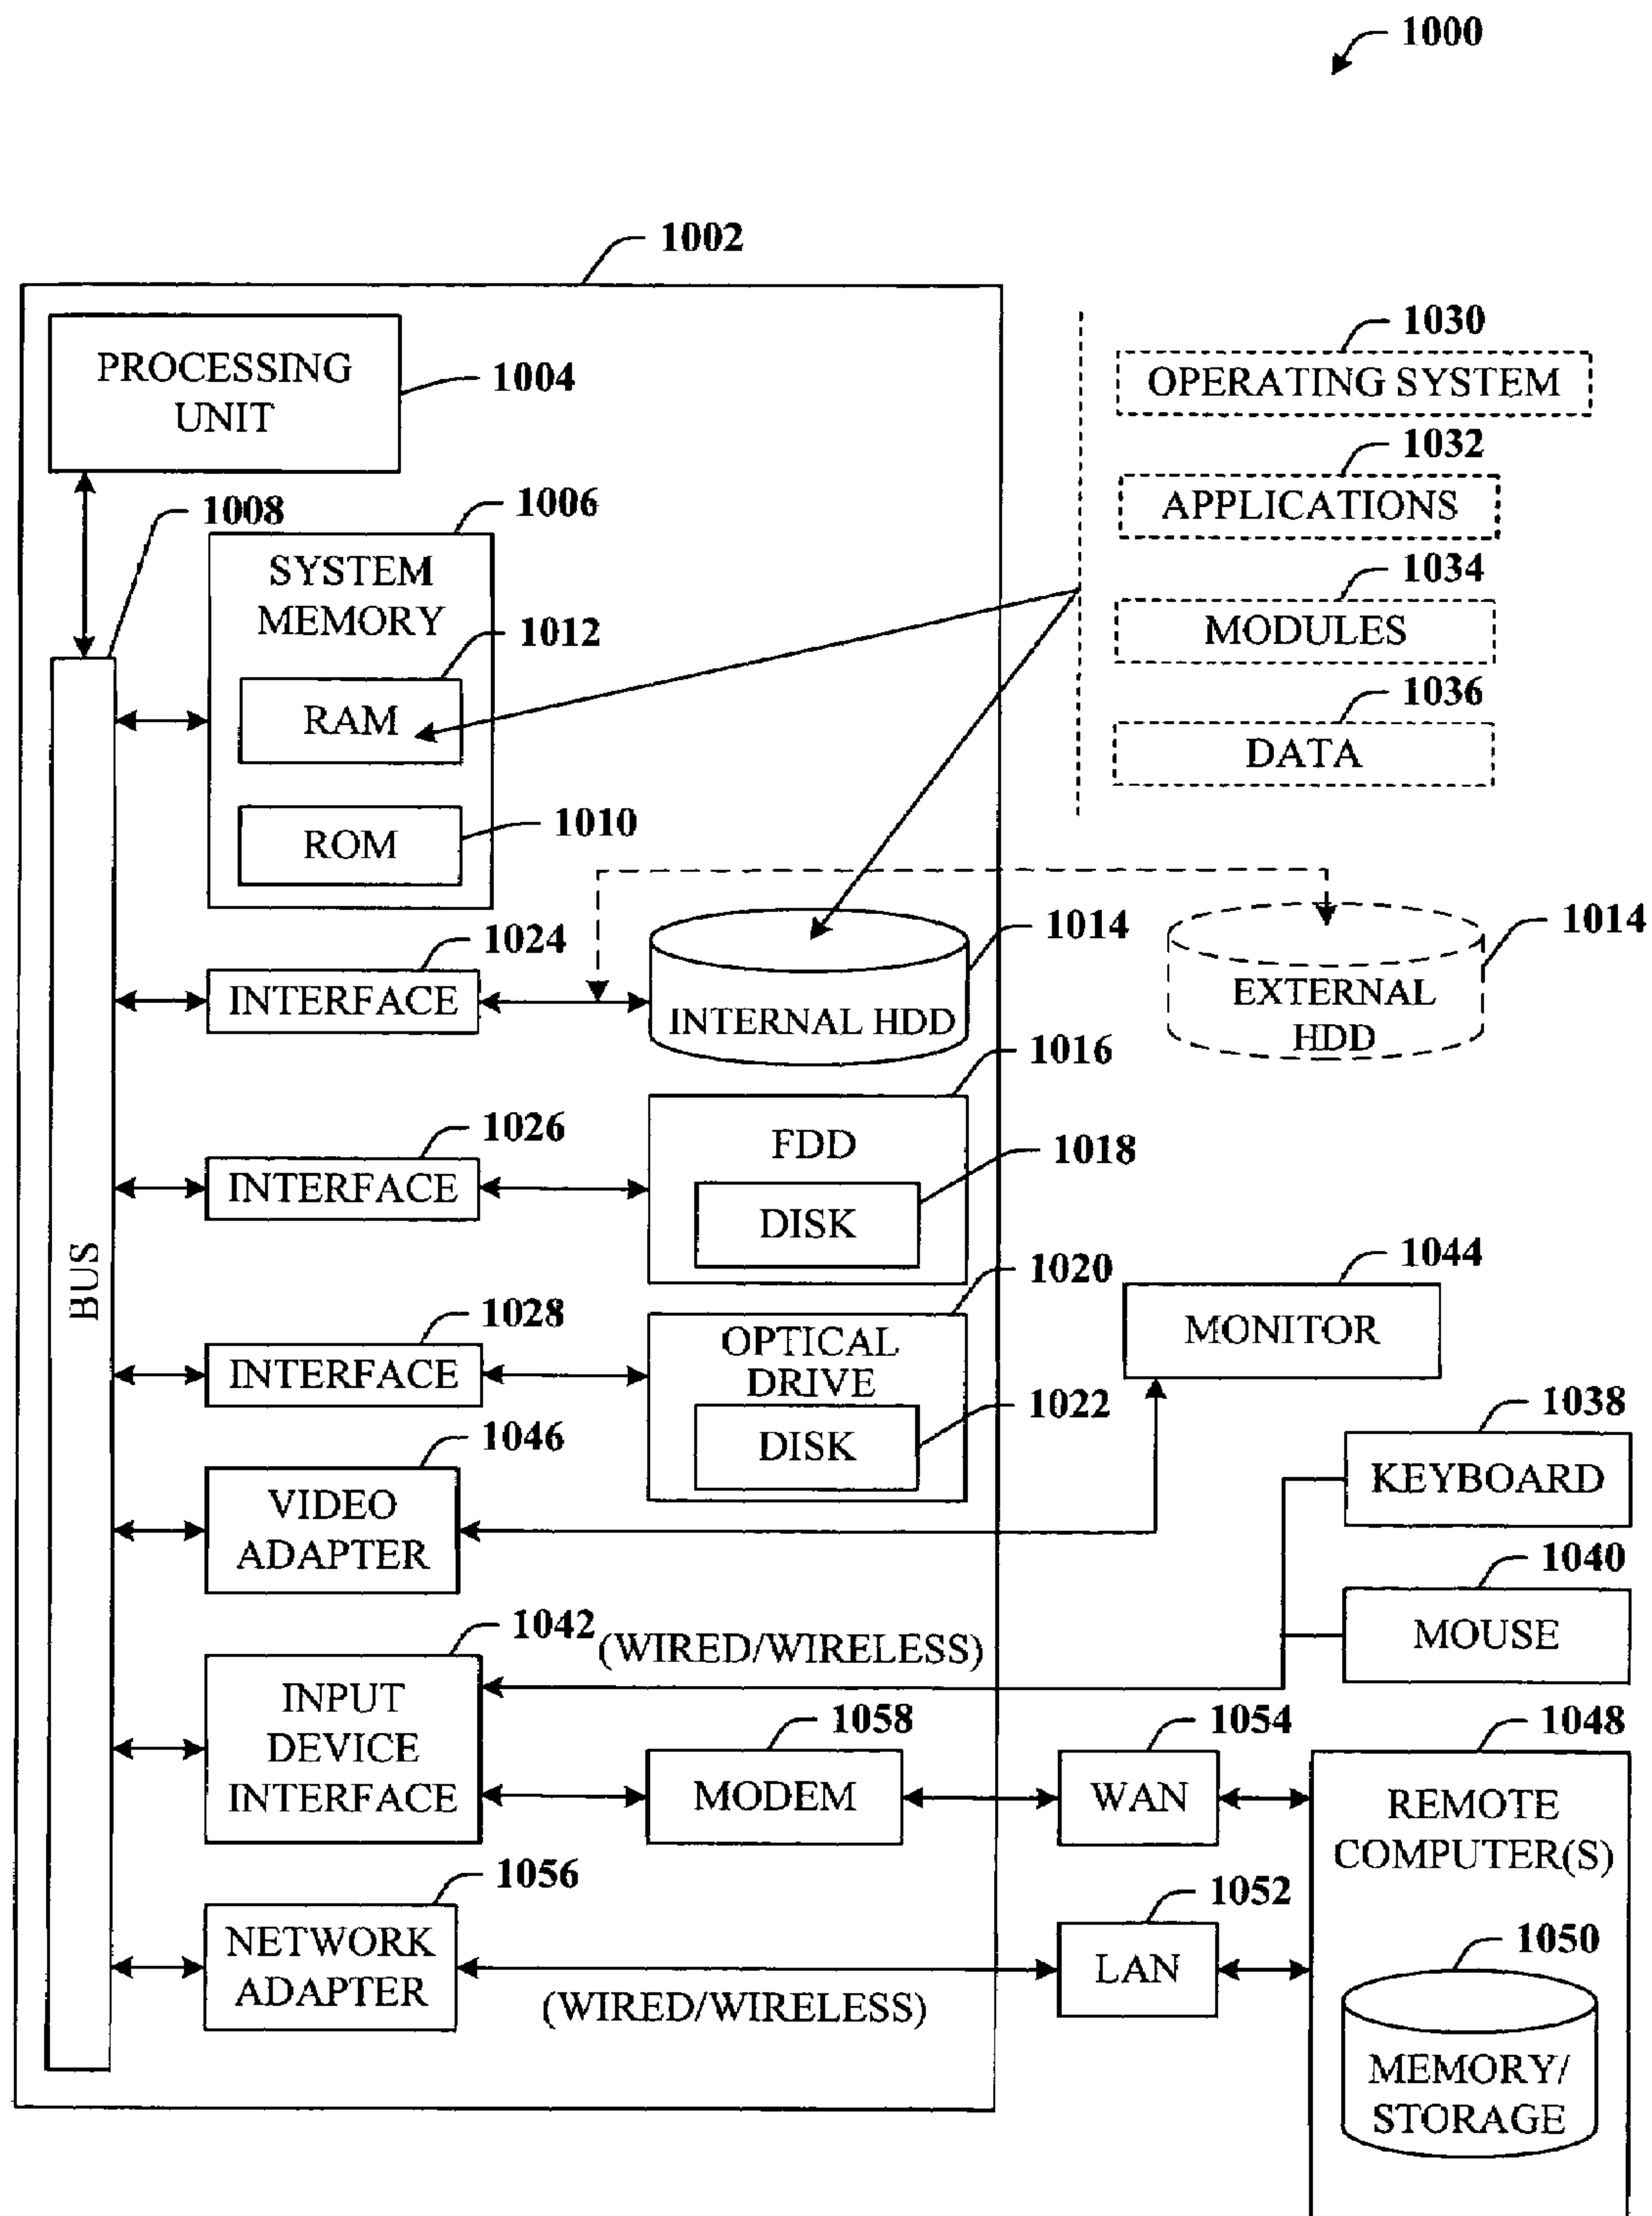 1000
1002
PROCESSING
UNIT
1004
1030
OPERATING SYSTEM
1032
APPLICATIONS
1034
MODULES
1036
DATA
1008
1006
SYSTEM
MEMORY
1012
RAM
1010
ROM
1024
INTERFACE
1014
INTERNAL HDD
1014
EXTERNAL
HDD
1016
FDD
1018
DISK
1026
INTERFACE
BUS
1020
OPTICAL
DRIVE
1022
DISK
1028
INTERFACE
1044
MONITOR
1046
VIDEO
ADAPTER
1038
KEYBOARD
1040
MOUSE
1042
(WIRED/WIRELESS)
INPUT
DEVICE
INTERFACE
1058
MODEM
1054
WAN
1048
REMOTE
COMPUTER(S)
1056
NETWORK
ADAPTER
(WIRED/WIRELESS)
1052
LAN
1050
MEMORY/
STORAGE